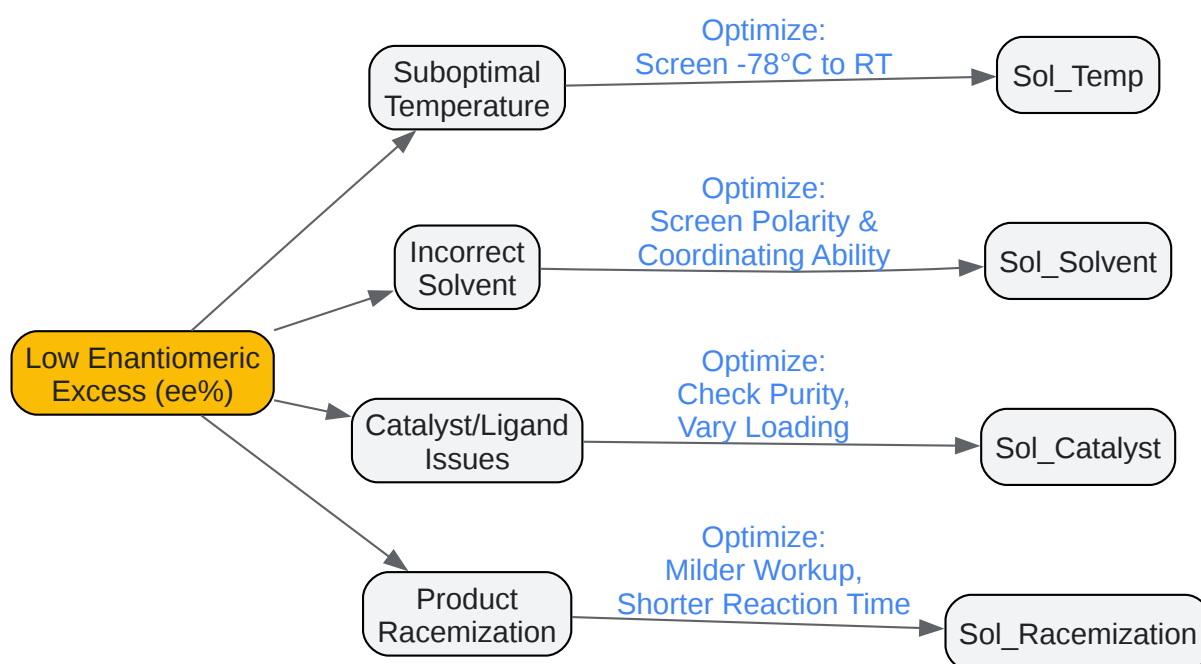 Optimize:
Screen -78°C to RT
Suboptimal
Temperature
Sol_Temp
Optimize:
Screen Polarity &
Coordinating Ability
Incorrect
Solvent
Sol_Solvent
Low Enantiomeric
Excess (ee%)
Optimize:
Check Purity,
Vary Loading
Catalyst/Ligand
Issues
Sol_Catalyst
Optimize:
Milder Workup,
Shorter Reaction Time
Product
Racemization
Sol_Racemization